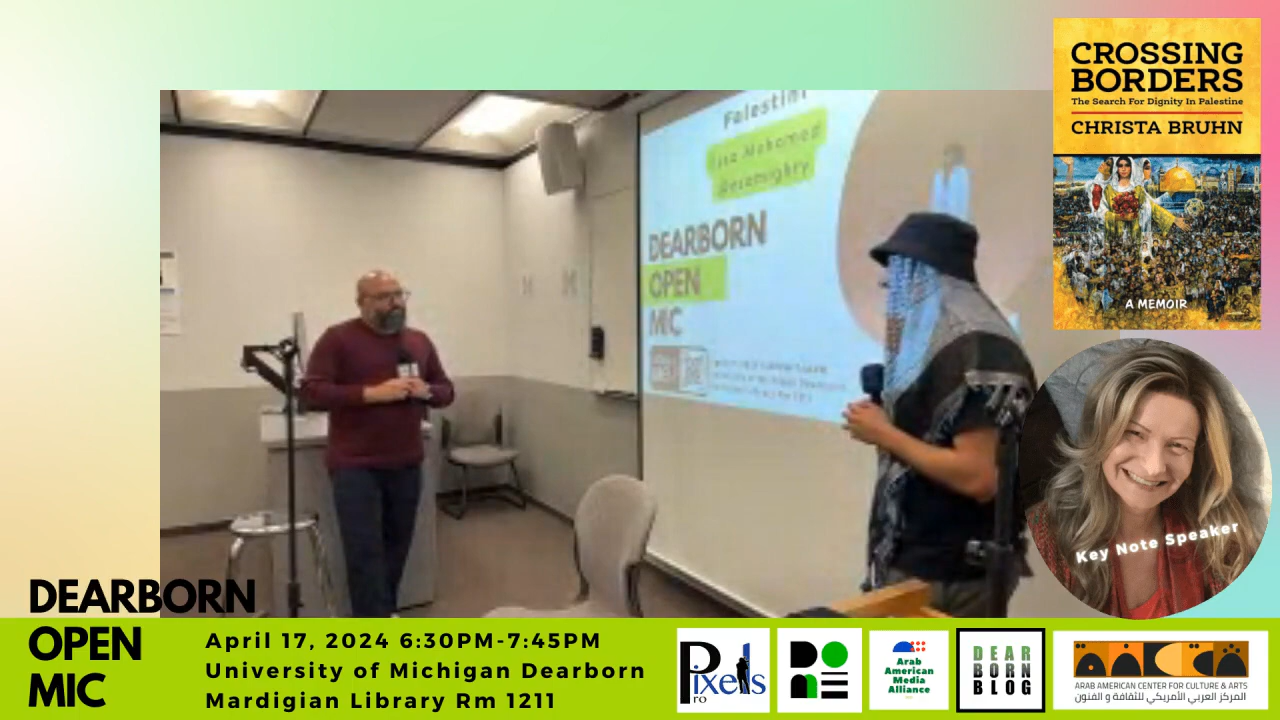 CROSSING
BORDERS
The Search For Dignity In Palestine
CHRISTA BRUHN
A MEMOIR
Key Note Speaker
DEARBORN
OPEN
MIC
DEARBORN
OPEN
MIC
April 17, 2024 6:30PM-7:45PM
University of Michigan Dearborn
Mardigian Library Rm 1211
Pixels
Pro
DONE
Arab
American
Media
Alliance
DEAR
BORN
BLOG
ARAB AMERICAN CENTER FOR CULTURE & ARTS
المركز العربي الأمريكي للثقافة و الفنون